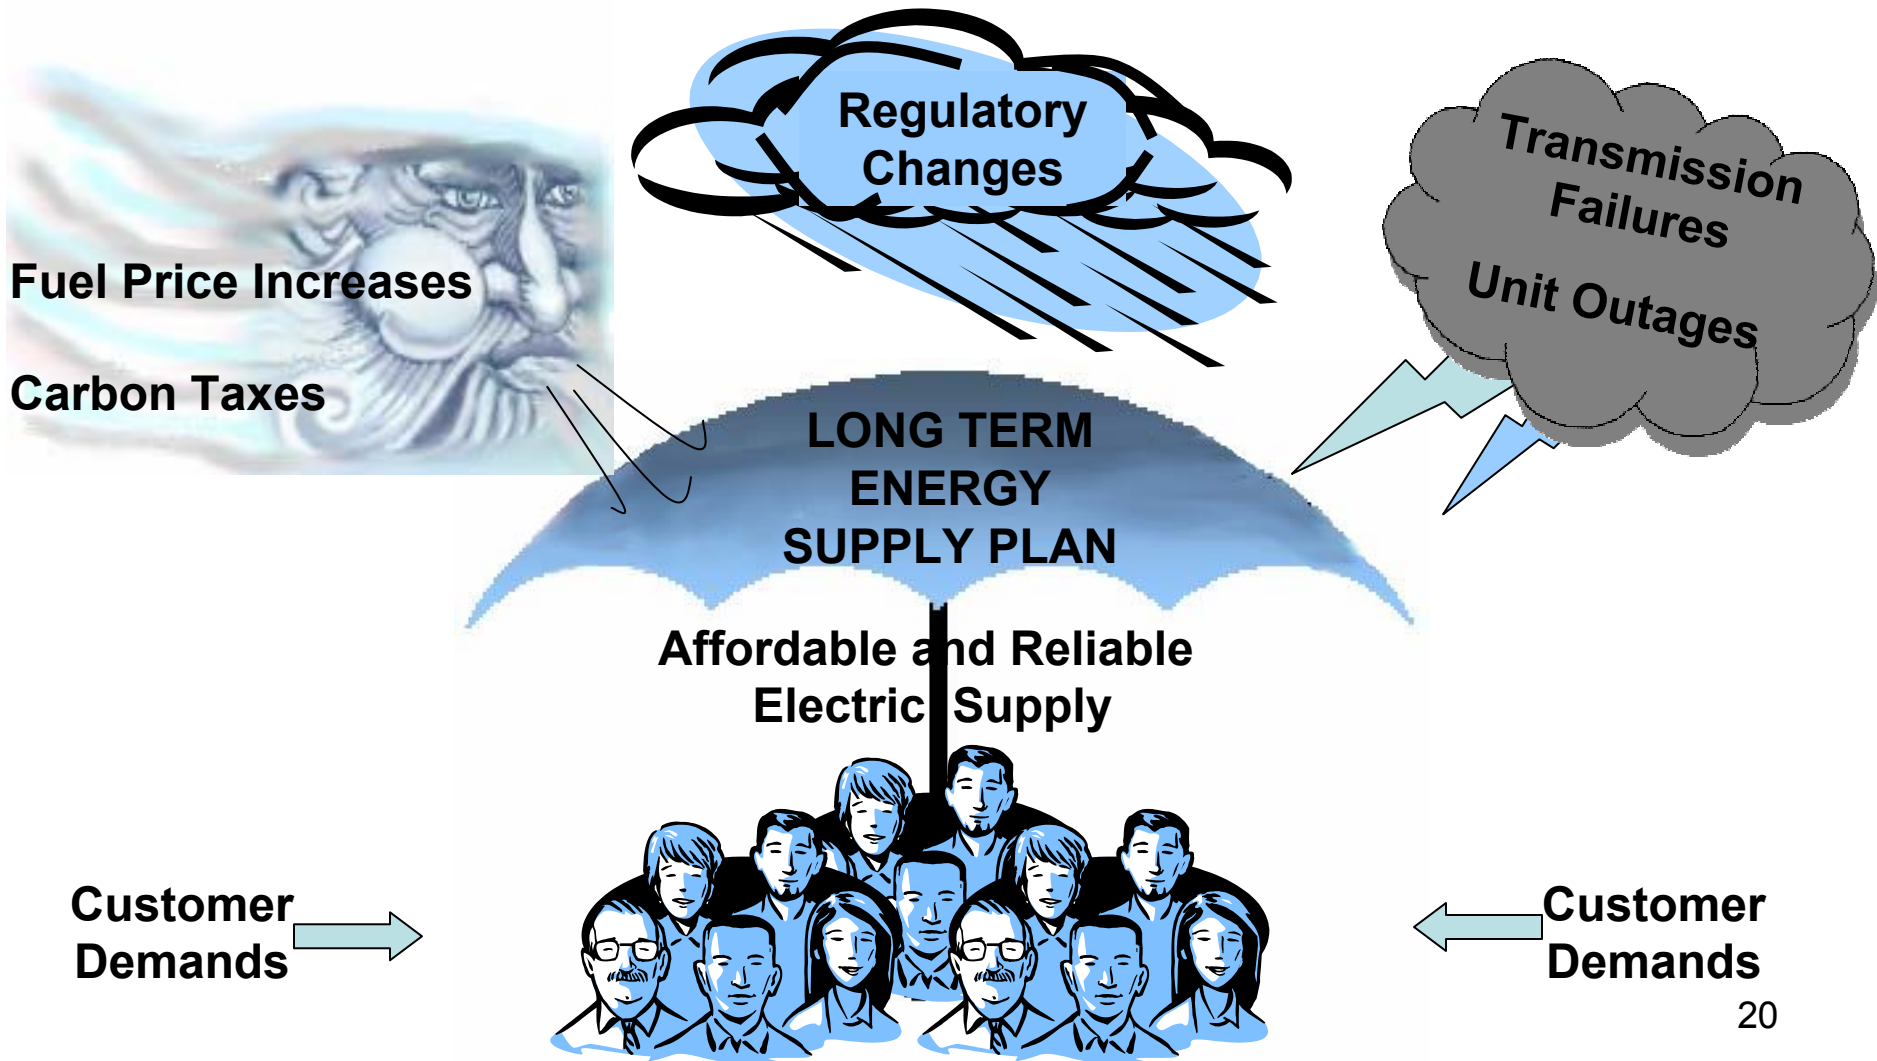 Regulatory
Changes
Transmission
Failures
Unit Outages
Fuel Price Increases
Carbon Taxes
LONG TERM
ENERGY
SUPPLY PLAN
Affordable and Reliable
Electric Supply
Customer
Demands
Customer
Demands
20